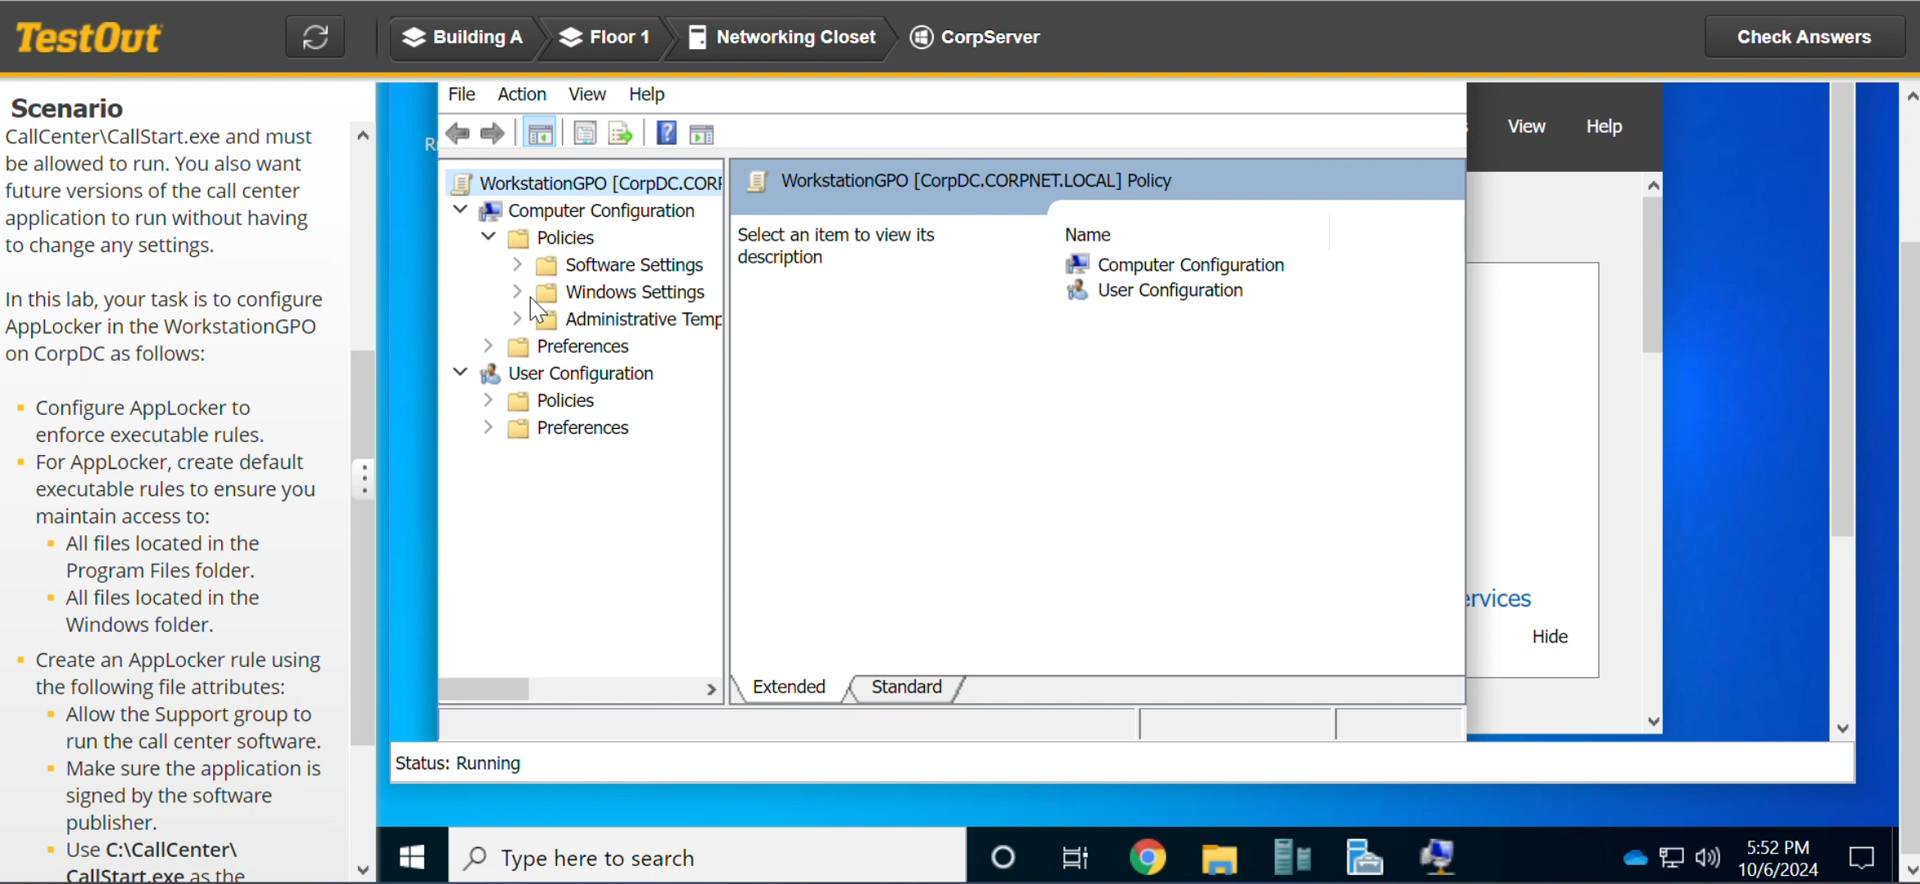 TestOut
Building A
Floor 1
Networking Closet
CorpServer
Check Answers
Scenario
CallCenter\CallStart.exe and must
be allowed to run. You also want
future versions of the call center
application to run without having
to change any settings.
In this lab, your task is to configure
AppLocker in the WorkstationGPO
on CorpDC as follows:
Configure AppLocker to
enforce executable rules.
For AppLocker, create default
executable rules to ensure you
maintain access to:
All files located in the
Program Files folder.
All files located in the
Windows folder.
Create an AppLocker rule using
the following file attributes:
Allow the Support group to
run the call center software.
Make sure the application is
signed by the software
publisher.
Use C:\CallCenter\
CallStart.exe as the
File Action View Help
WorkstationGPO [CorpDC.CORP
Computer Configuration
Policies
Software Settings
Windows Settings
Administrative Temp
Preferences
User Configuration
Policies
Preferences
WorkstationGPO [CorpDC.CORPNET.LOCAL] Policy
Select an item to view its
description
Name
Computer Configuration
User Configuration
Extended
Standard
View Help
ervices
Hide
Status: Running
Type here to search
5:52 PM
10/6/2024